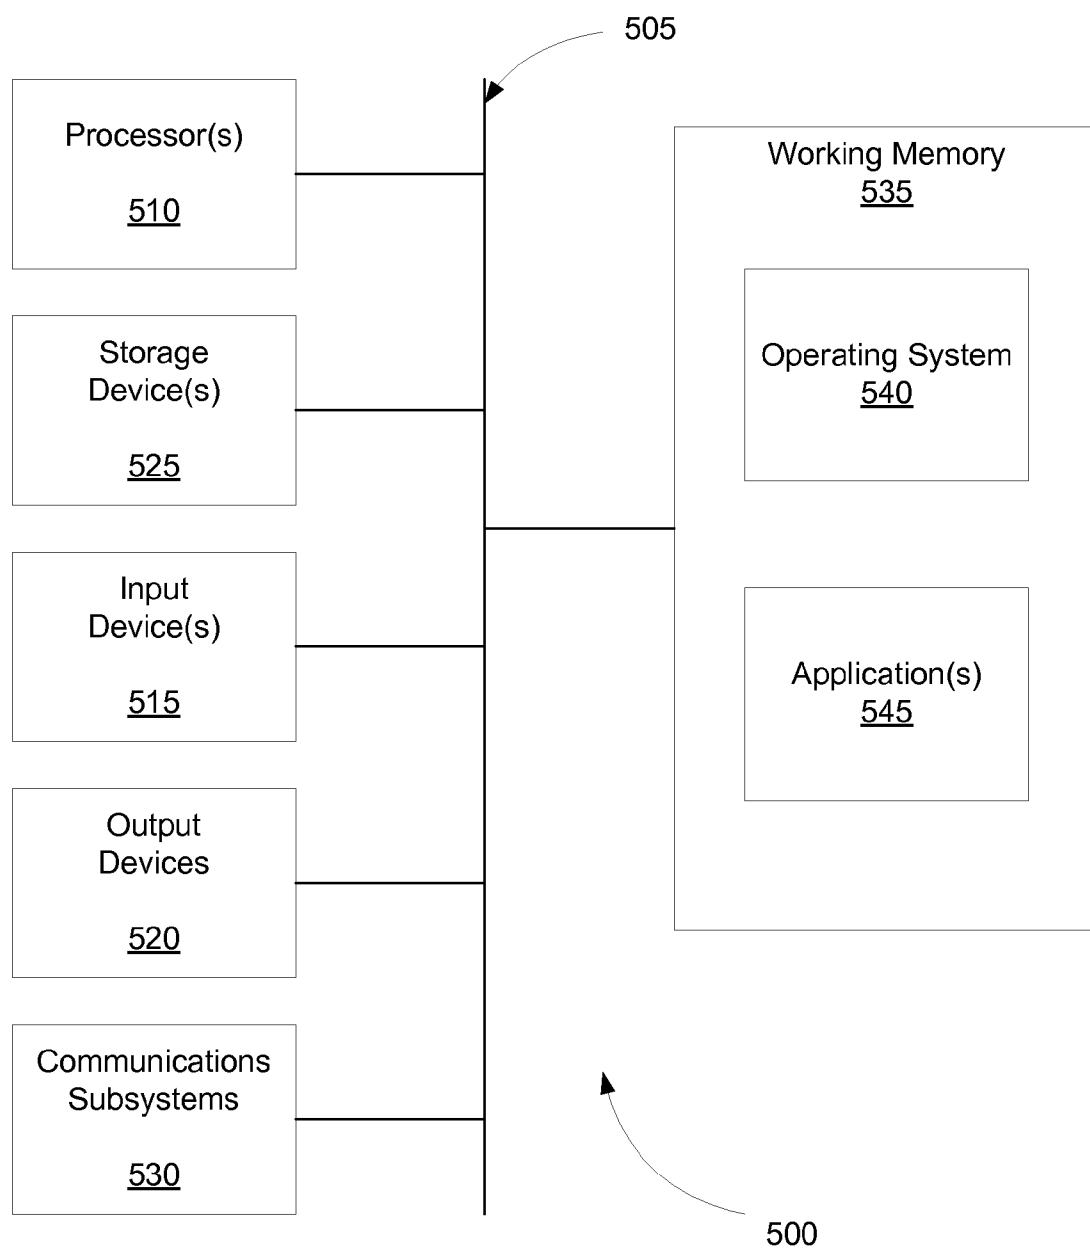 505
Processor(s)
510
Storage
Device(s)
525
Input
Device(s)
515
Output
Devices
520
Communications
Subsystems
530
Working Memory
535
Operating System
540
Application(s)
545
500